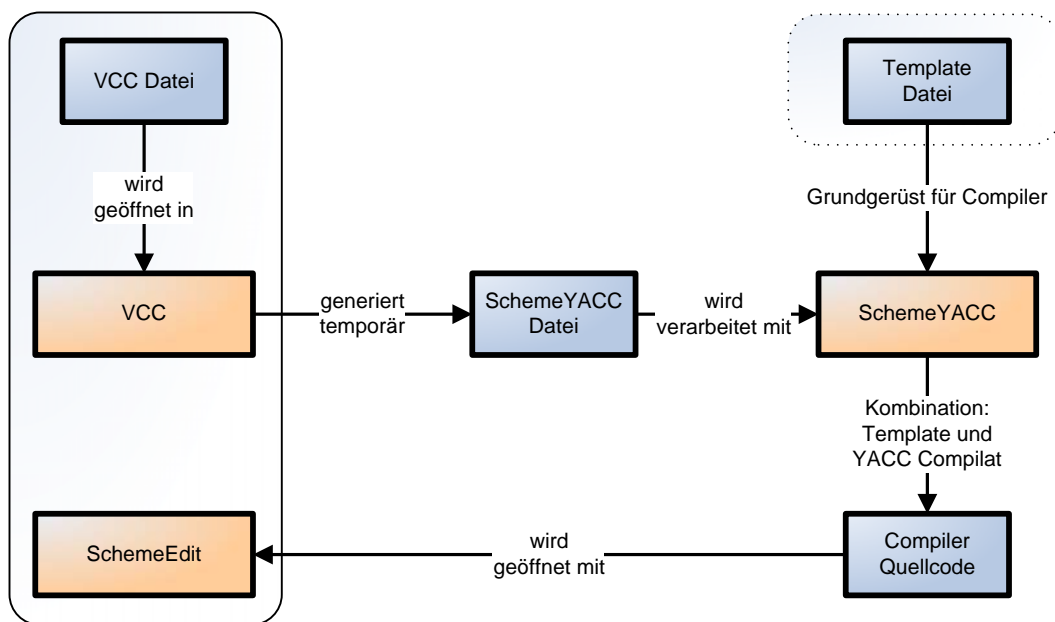 VCC Datei
Template
Datei
wird
geöffnet in
Grundgerüst für Compiler
VCC
generiert
temporär
SchemeYACC
Datei
wird
verarbeitet mit
SchemeYACC
Kombination:
Template und
YACC Compilat
SchemeEdit
wird
geöffnet mit
Compiler
Quellcode